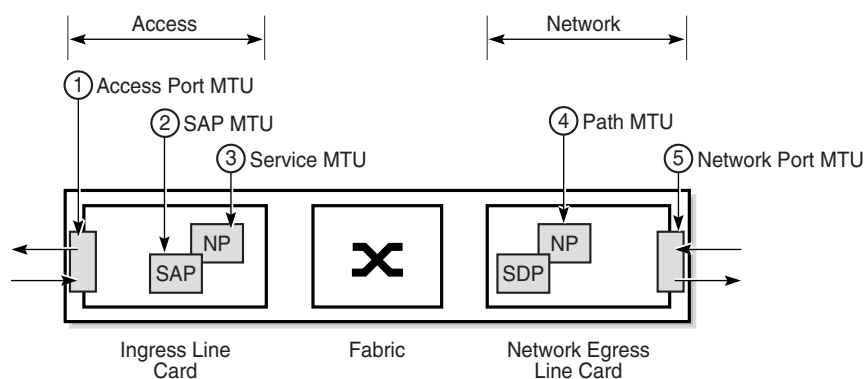 Access
Network
1 Access Port MTU
2 SAP MTU
3 Service MTU
4 Path MTU
5 Network Port MTU
NP
SAP
NP
SDP
Ingress Line
Card
Fabric
Network Egress
Line Card